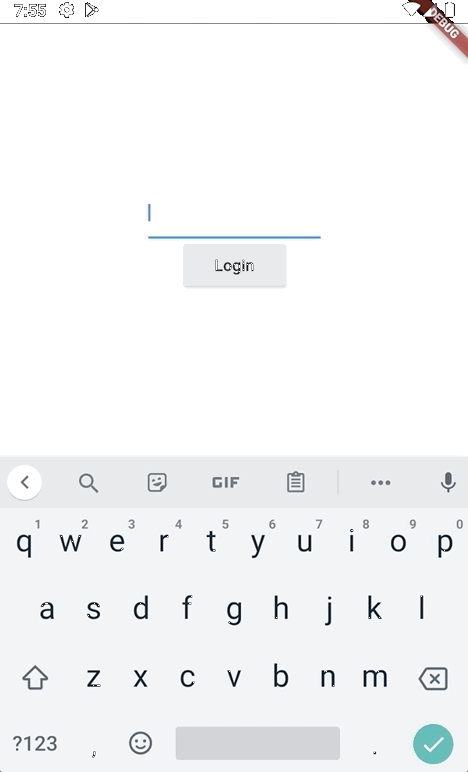 7:55
DEBUG
Login
GIF
1 2 3 4 5 6 7 8 9 0
q w e r t y u i o p
a s d f g h j k l
z x c v b n m
?123 , .